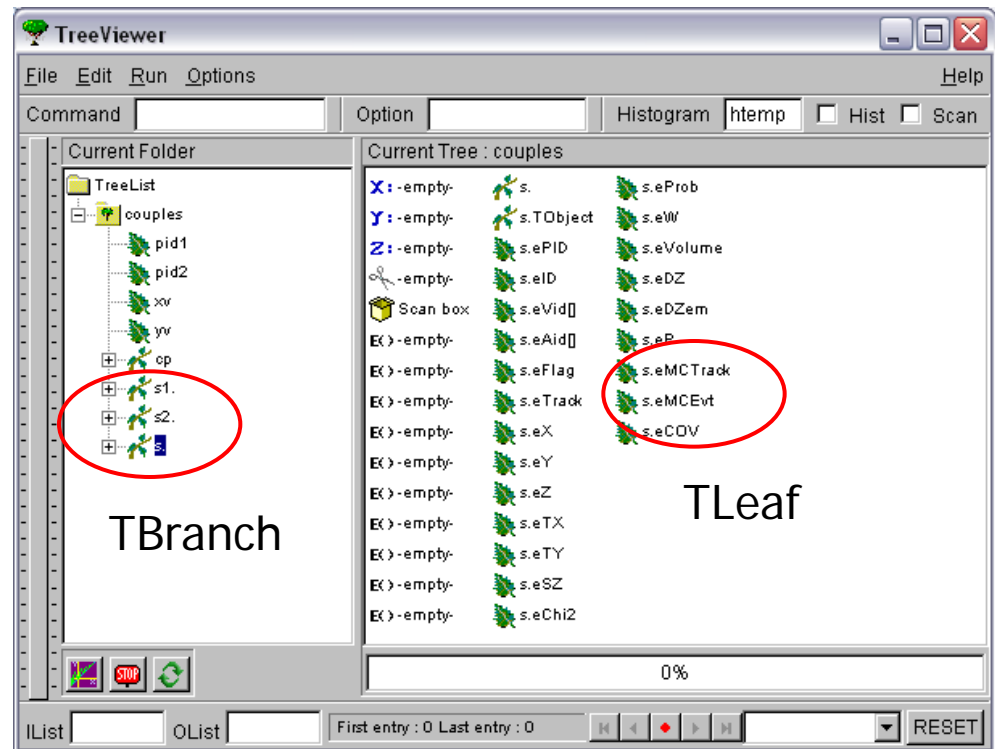 TreeViewer
File Edit Run Options Help
Command Option Histogram htemp Hist Scan
Current Folder
TreeList
couples
pid1
pid2
xv
yv
cp
s1.
s2.
s.
TBranch
Current Tree : couples
X: -empty- s. s.eProb
Y: -empty- s.TObject s.eW
Z: -empty- s.ePID s.eVolume
-empty- s.eID s.eDZ
Scan box s.eVid[] s.eDZem
E() -empty- s.eAid[] s.eP
E() -empty- s.eFlag s.eMCTrack
E() -empty- s.eTrack s.eMCEvt
E() -empty- s.eX s.eCOV
E() -empty- s.eY
E() -empty- s.eZ
E() -empty- s.eTX
E() -empty- s.eTY
E() -empty- s.eSZ
E() -empty- s.eChi2
TLeaf
STOP
0%
IList OList First entry : 0 Last entry : 0 RESET